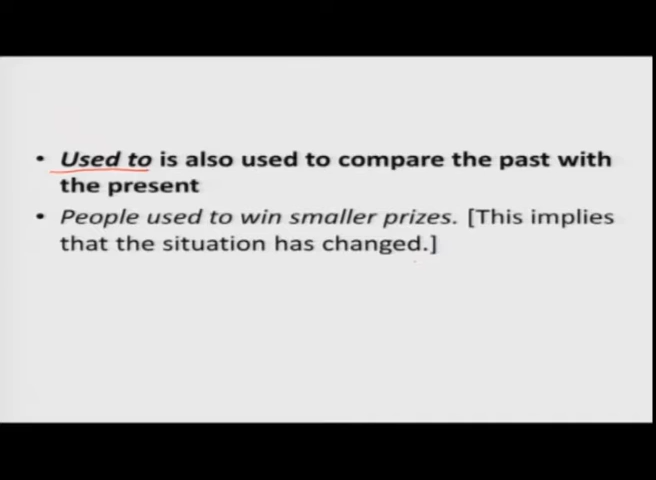 • Used to is also used to compare the past with
the present
• People used to win smaller prizes. [This implies
that the situation has changed.]